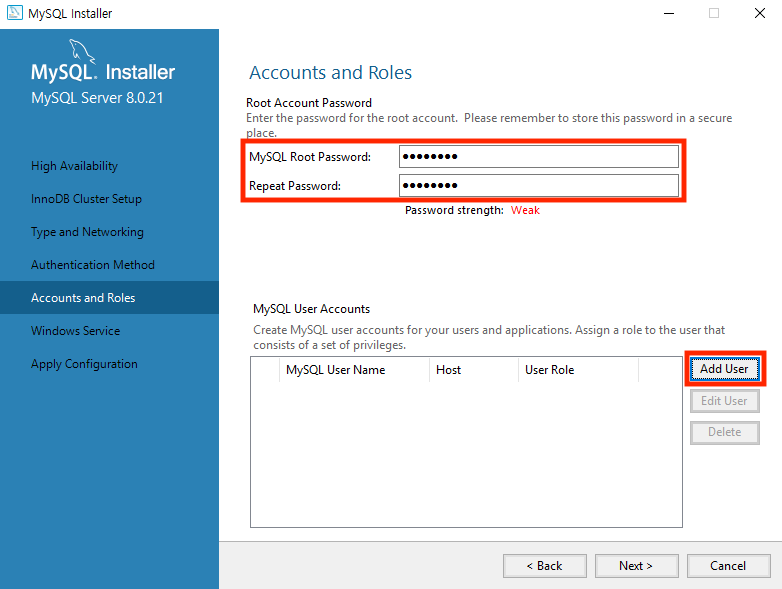 MySQL Installer
MySQL. Installer
MySQL Server 8.0.21
High Availability
InnoDB Cluster Setup
Type and Networking
Authentication Method
Accounts and Roles
Windows Service
Apply Configuration
Accounts and Roles
Root Account Password
Enter the password for the root account.  Please remember to store this password in a secure
place.
MySQL Root Password: ●●●●●●●●
Repeat Password: ●●●●●●●●
Password strength: Weak
MySQL User Accounts
Create MySQL user accounts for your users and applications. Assign a role to the user that
consists of a set of privileges.
MySQL User Name Host User Role
Add User
Edit User
Delete
< Back Next > Cancel